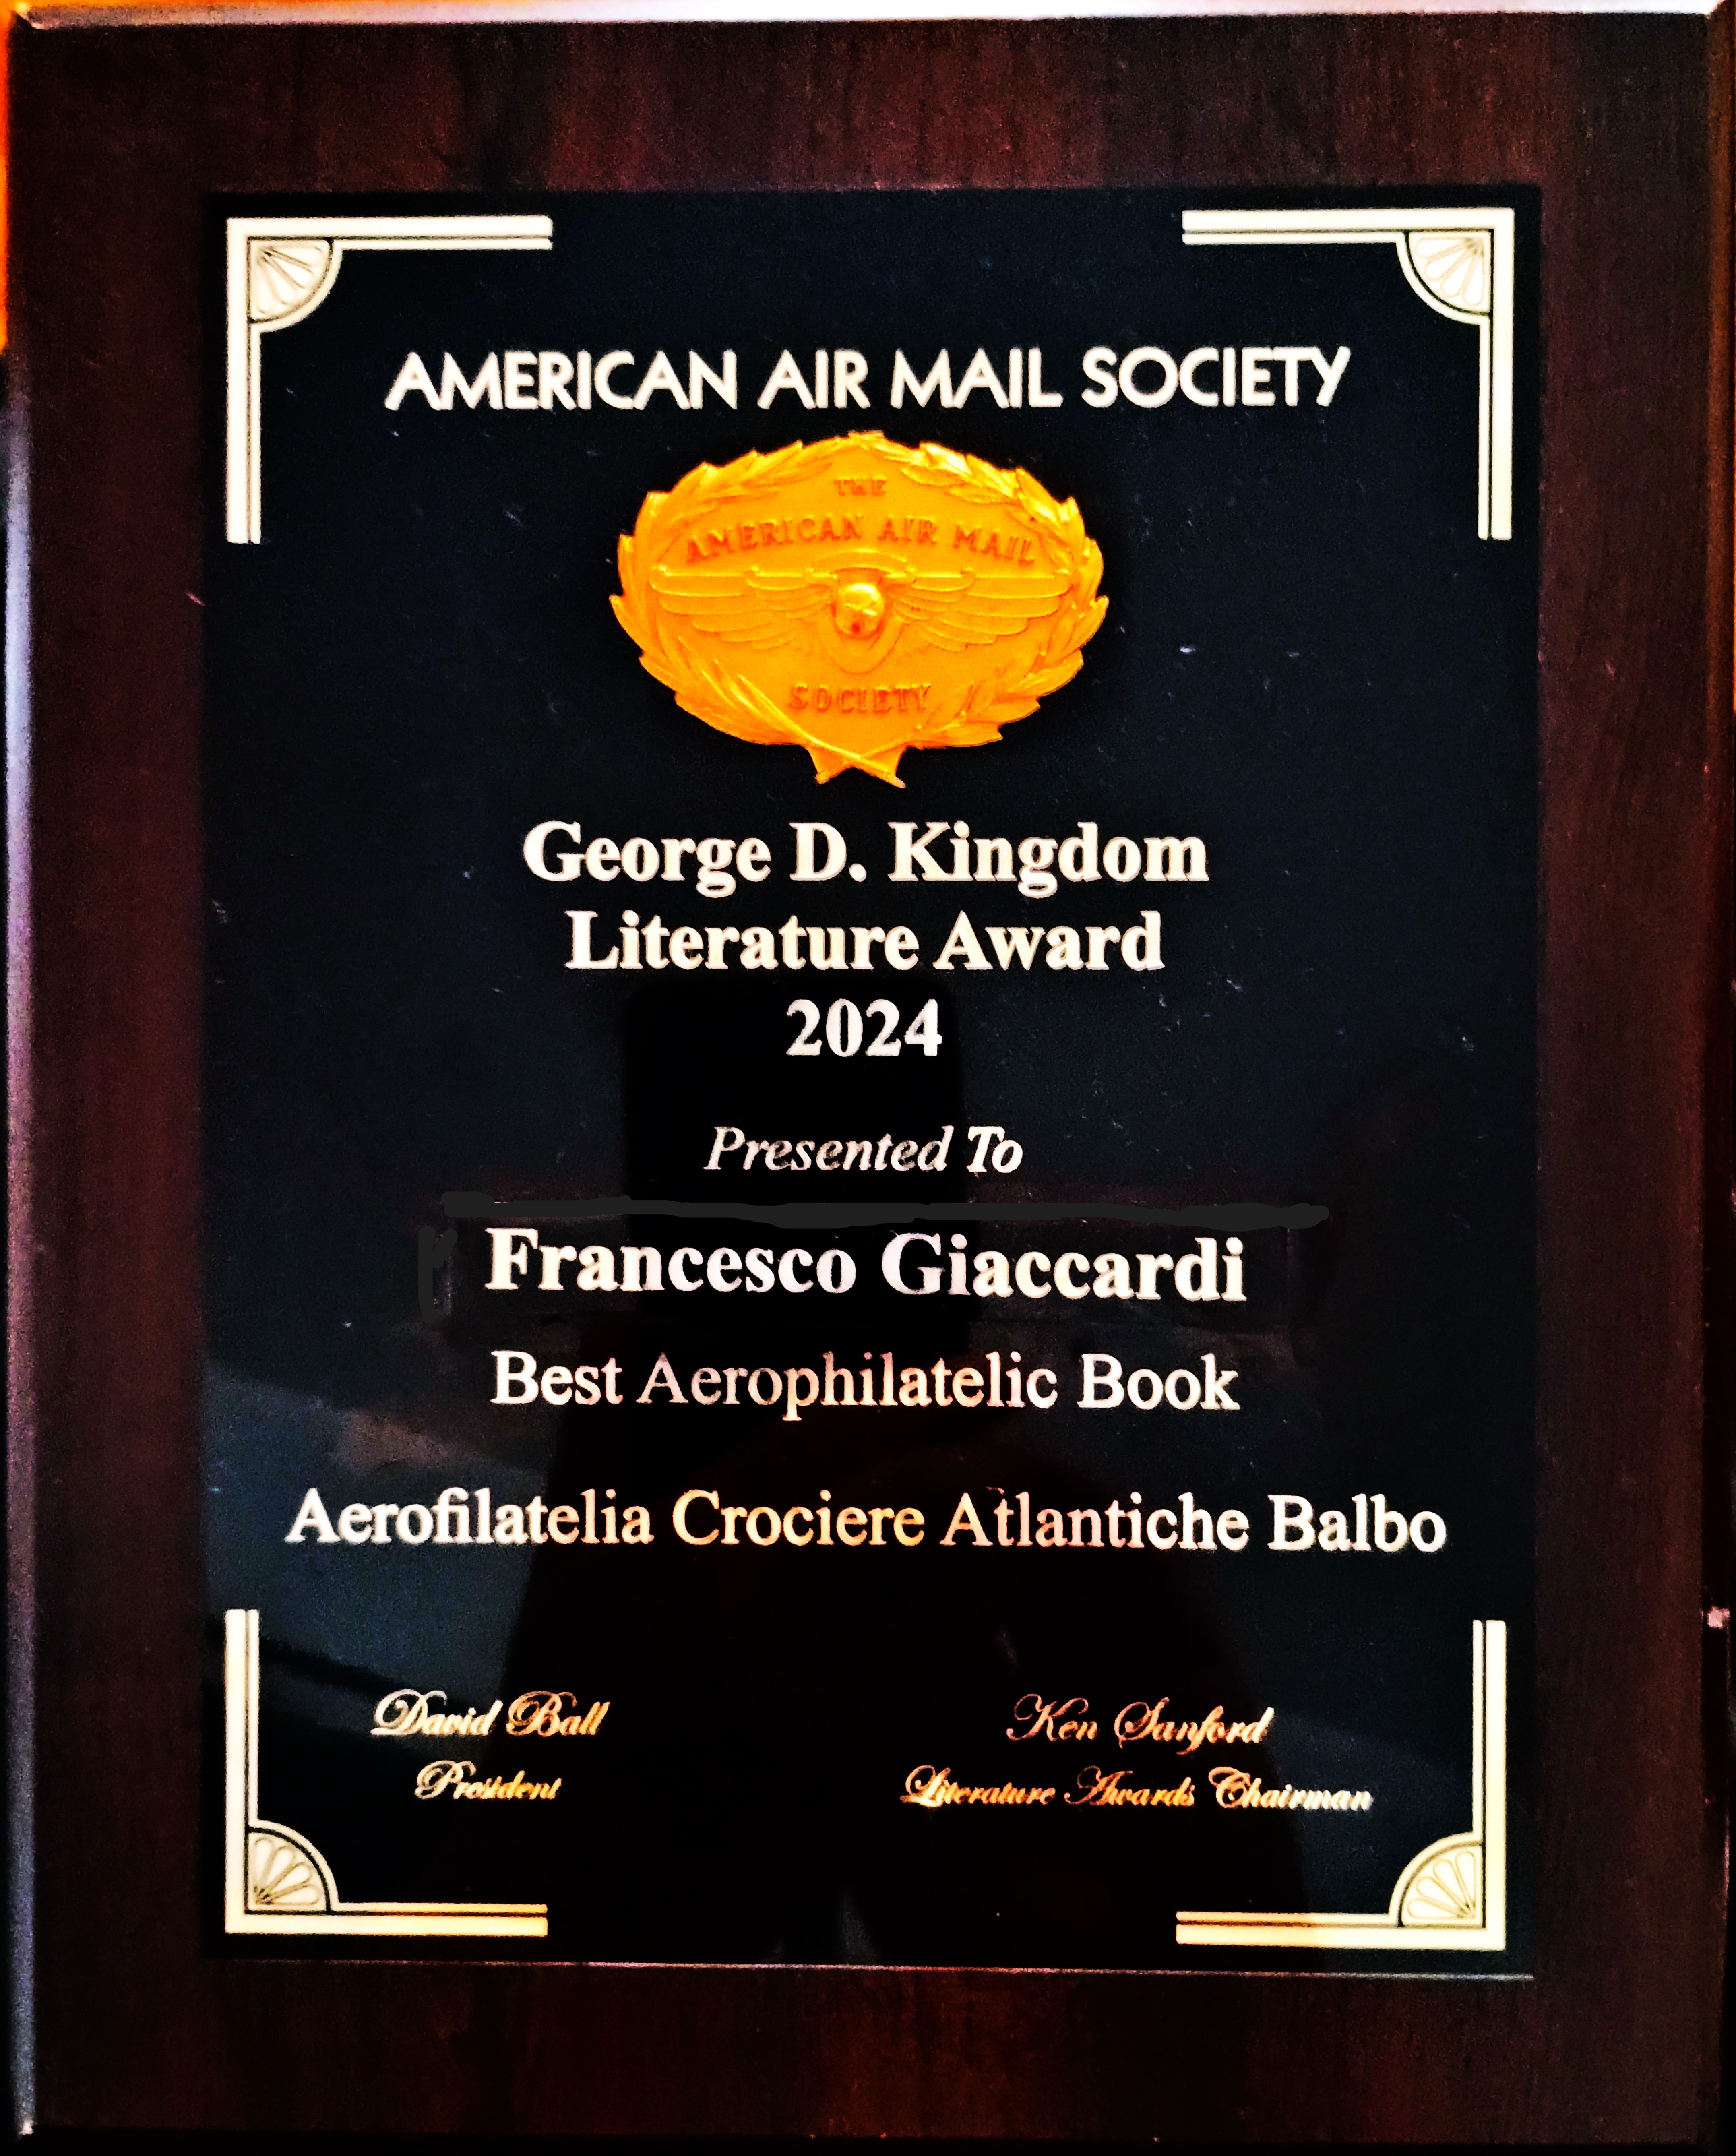 AMERICAN AIR MAIL SOCIETY
THE
AMERICAN AIR MAIL
SOCIETY
George D. Kingdom
Literature Award
2024
Presented To
Francesco Giaccardi
Best Aerophilatelic Book
Aerofilatelia Crociere Atlantiche Balbo
David Ball
President
Ken Sanford
Literature Awards Chairman